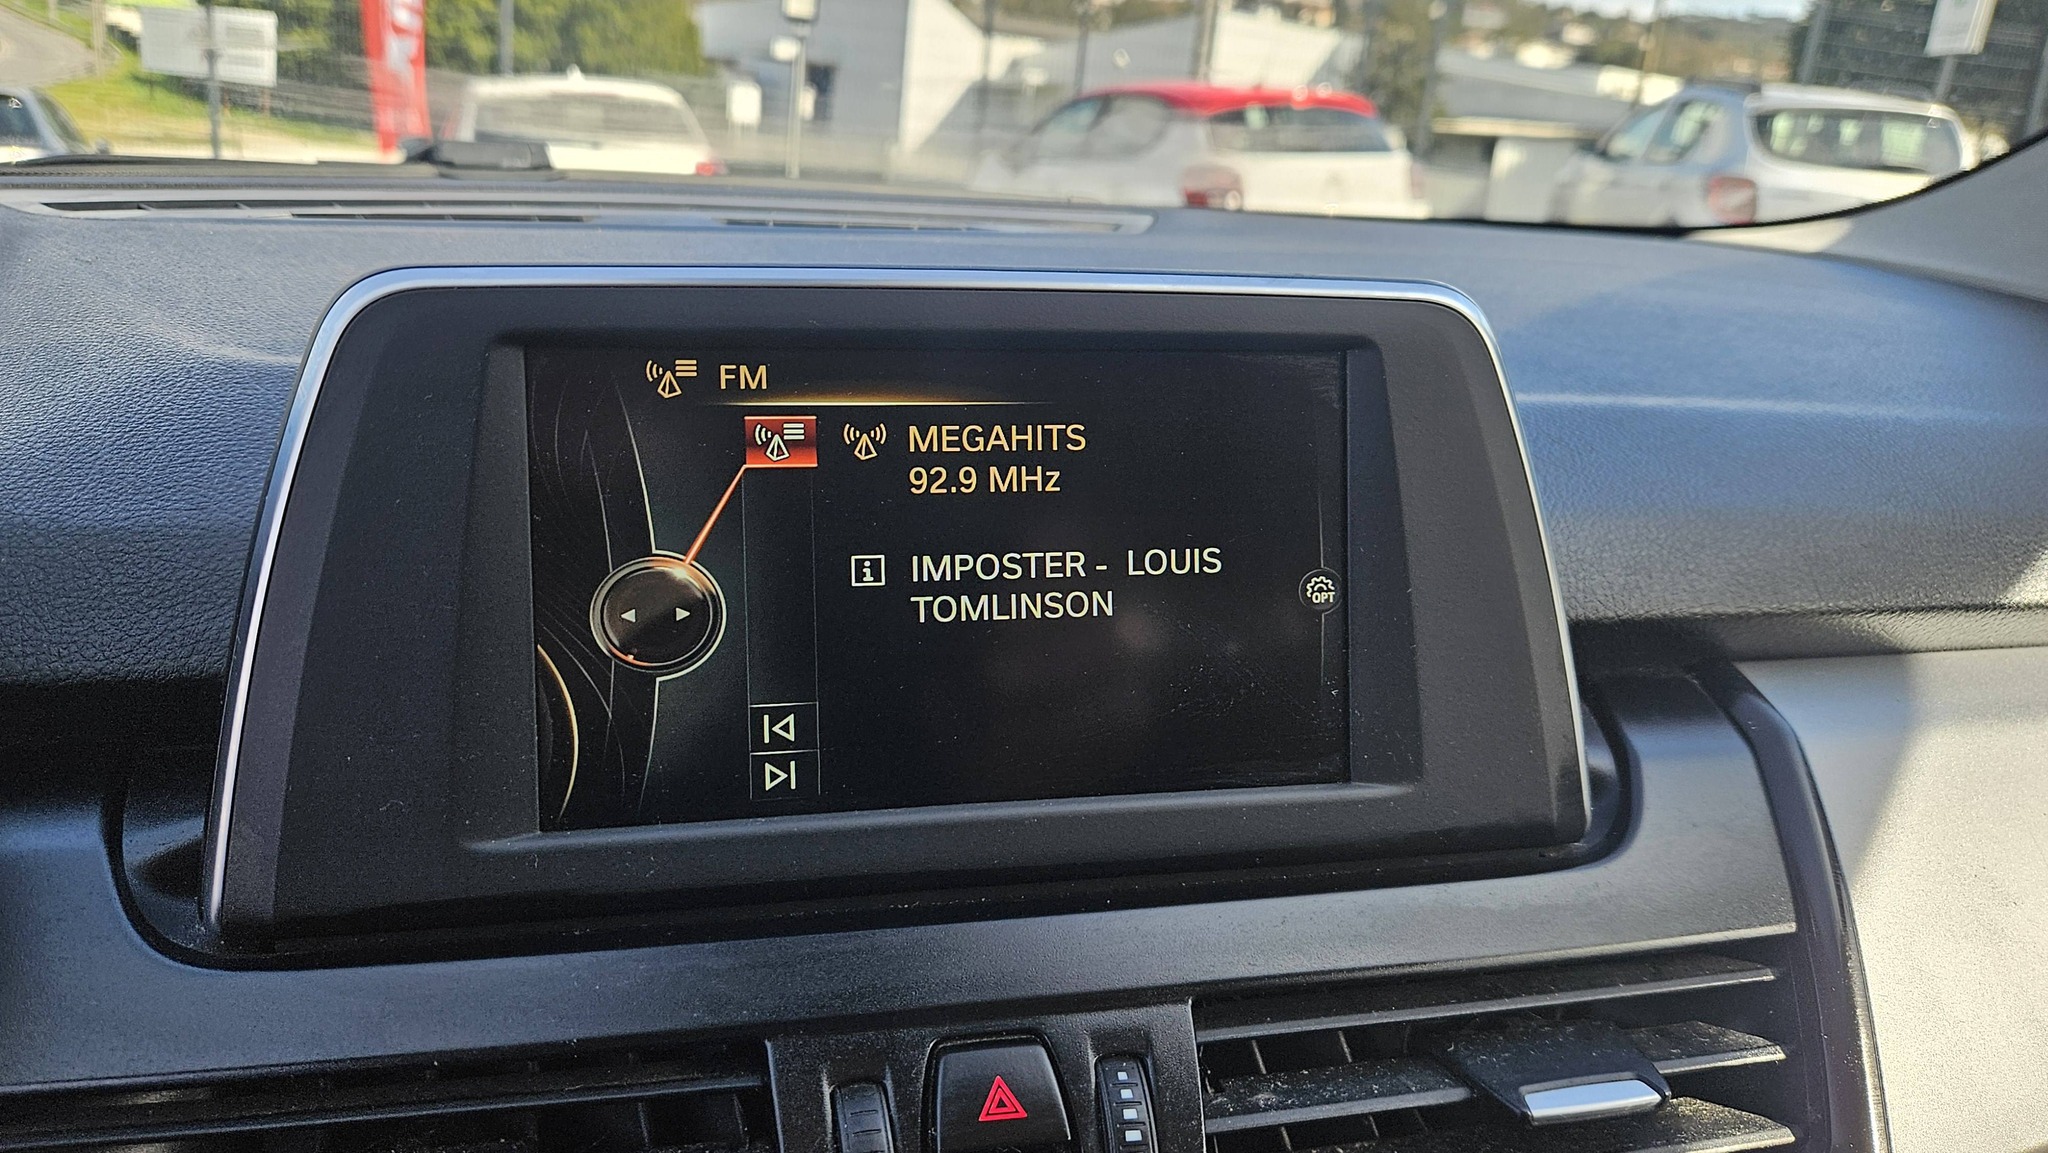 FM
MEGAHITS
92.9 MHz
IMPOSTER - LOUIS
TOMLINSON
OPT